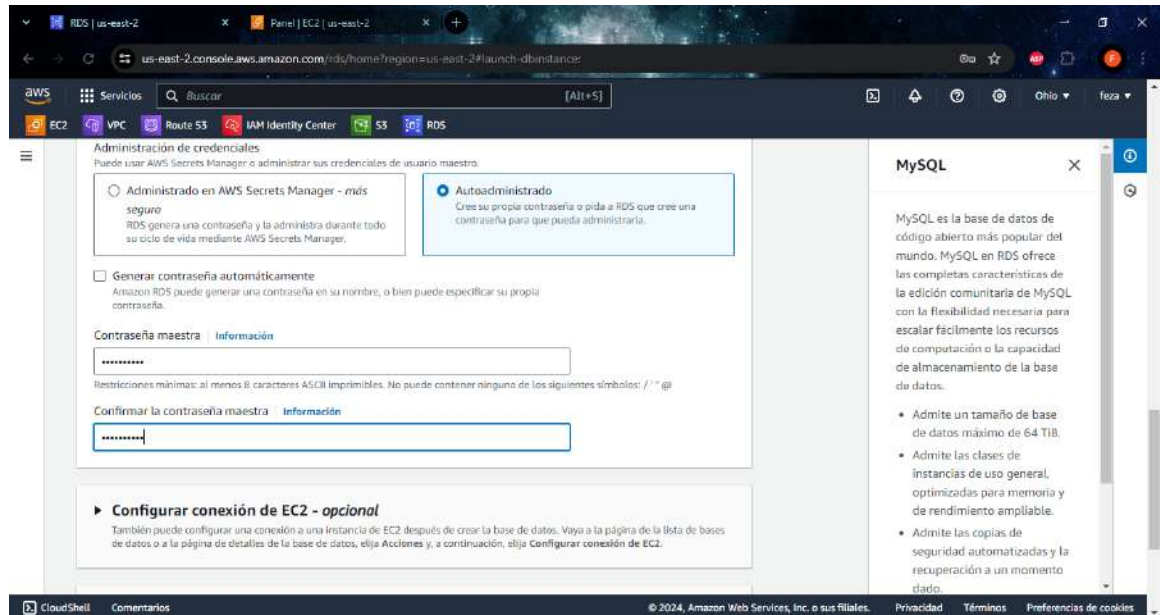 RDS | us-east-2
Panel | EC2 | us-east-2
us-east-2.console.aws.amazon.com/rds/home?region=us-east-2#launch-dbinstance:
ABP
F
aws
Servicios
Buscar
[Alt+S]
Ohio
feza
EC2
VPC
Route 53
IAM Identity Center
S3
RDS
Administración de credenciales
Puede usar AWS Secrets Manager o administrar sus credenciales de usuario maestro.
Administrado en AWS Secrets Manager - más
seguro
RDS genera una contraseña y la administra durante todo
su ciclo de vida mediante AWS Secrets Manager.
Autoadministrado
Cree su propia contraseña o pida a RDS que cree una
contraseña para que pueda administrarla.
Generar contraseña automáticamente
Amazon RDS puede generar una contraseña en su nombre, o bien puede especificar su propia
contraseña.
Contraseña maestra
Información
••••••••••
Restricciones mínimas: al menos 8 caracteres ASCII imprimibles. No puede contener ninguno de los siguientes símbolos: / ' " @
Confirmar la contraseña maestra
Información
••••••••••
Configurar conexión de EC2 - opcional
También puede configurar una conexión a una instancia de EC2 después de crear la base de datos. Vaya a la página de la lista de bases
de datos o a la página de detalles de la base de datos, elija Acciones y, a continuación, elija Configurar conexión de EC2.
MySQL
MySQL es la base de datos de
código abierto más popular del
mundo. MySQL en RDS ofrece
las completas características de
la edición comunitaria de MySQL
con la flexibilidad necesaria para
escalar fácilmente los recursos
de computación o la capacidad
de almacenamiento de la base
de datos.
• Admite un tamaño de base
de datos máximo de 64 TiB.
• Admite las clases de
instancias de uso general,
optimizadas para memoria y
de rendimiento ampliable.
• Admite las copias de
seguridad automatizadas y la
recuperación a un momento
dado.
CloudShell
Comentarios
© 2024, Amazon Web Services, Inc. o sus filiales.
Privacidad
Términos
Preferencias de cookies